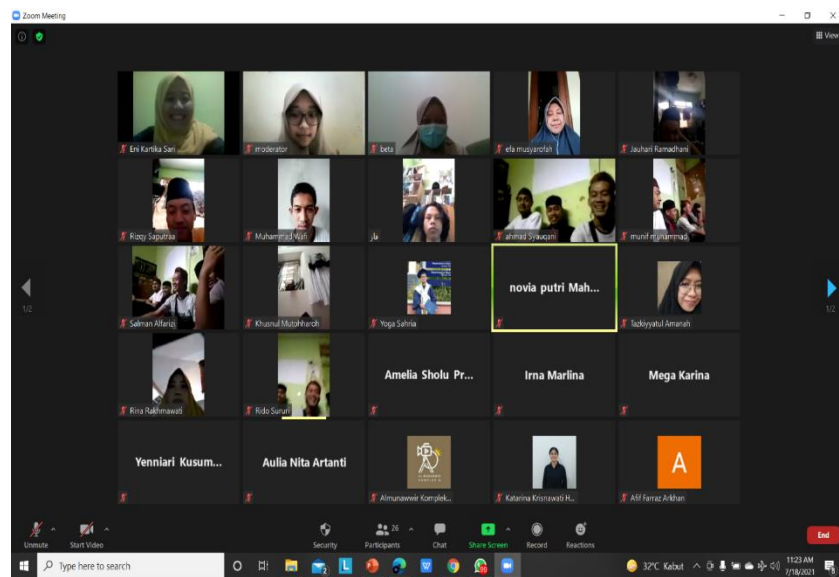 Zoom Meeting
View
Eni Kartika Sari
moderator
beta
efa musyarofah
Jauhari Ramadhani
Rizqy Saputraa
Muhammad Wafi
ahmad Syauqani
munif muhammad
Salman Alfarizi
Khusnul Mutohharoh
Yoga Sahria
novia putri Mah...
Tazkiyyatul Amanah
1/2
1/2
Rina Rakhmawati
Rido Sururi
Amelia Sholu Pr...
Irna Marlina
Mega Karina
Yenniari Kusum...
Aulia Nita Artanti
Almunawwir Komplek...
Katarina Krisnawati H...
A
Afif Farraz Arkhan
Unmute
Start Video
Security
26
Participants
Chat
Share Screen
Record
Reactions
End
Type here to search
32°C Kabut
11:23 AM
7/18/2021